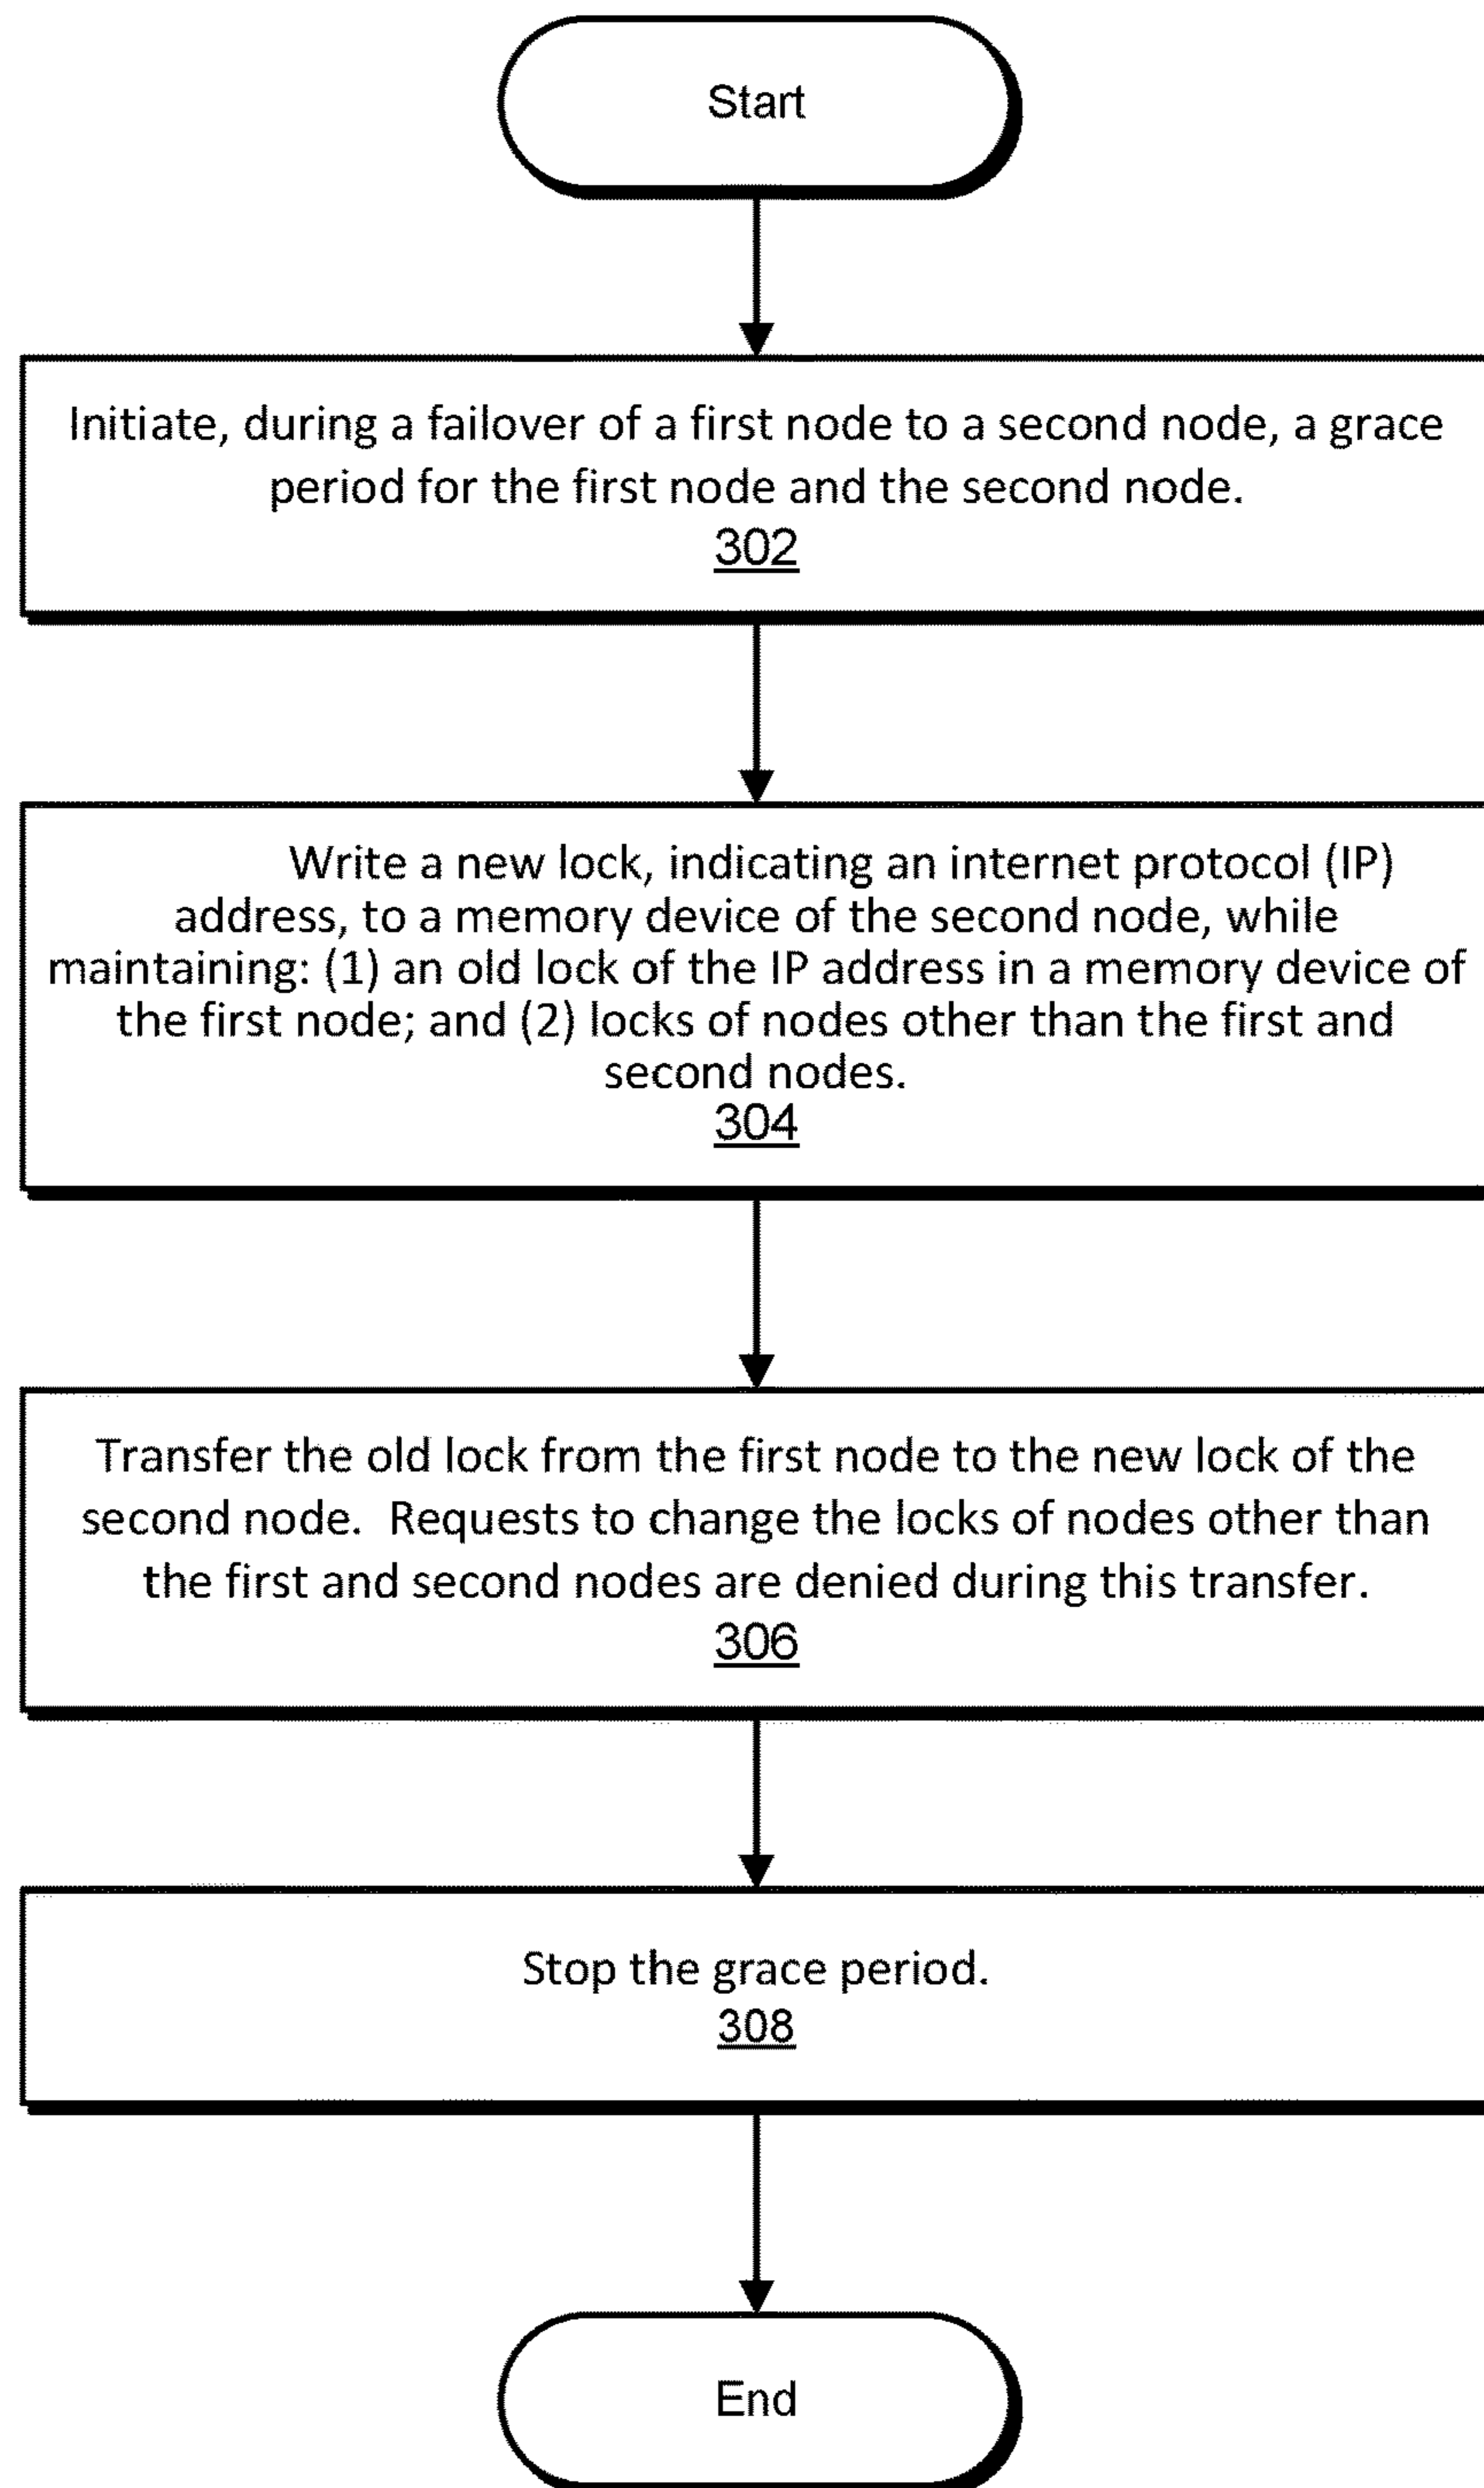 Start
Initiate, during a failover of a first node to a second node, a grace
period for the first node and the second node.
302
Write a new lock, indicating an internet protocol (IP)
address, to a memory device of the second node, while
maintaining: (1) an old lock of the IP address in a memory device of
the first node; and (2) locks of nodes other than the first and
second nodes.
304
Transfer the old lock from the first node to the new lock of the
second node.  Requests to change the locks of nodes other than
the first and second nodes are denied during this transfer.
306
Stop the grace period.
308
End